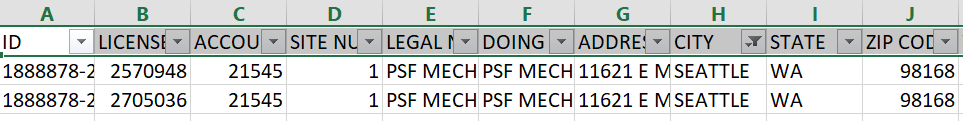 A B C D E F G H I J
ID LICENSE ACCOU SITE NU LEGAL N DOING ADDRES CITY STATE ZIP COD
1888878-2 2570948 21545 1 PSF MECH PSF MECH 11621 E M SEATTLE WA 98168
1888878-2 2705036 21545 1 PSF MECH PSF MECH 11621 E M SEATTLE WA 98168